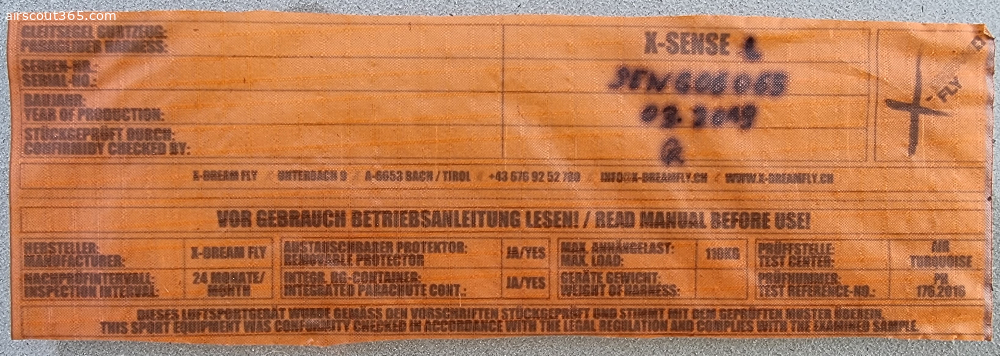 airscout365.com
GLEITSEGEL GURTZEUG:
PARAGLIDER HARNESS:
X-SENSE L
SERIEN-NR.:
SERIAL-NO.:
BAUJAHR:
YEAR OF PRODUCTION:
03.2019
STÜCKGEPRÜFT DURCH:
CONFIRMIDY CHECKED BY:
FLY
X-DREAM FLY / UNTERBACH 9 / A-6653 BACH / TIROL / +43 676 92 52 780 / INFO@X-DREAMFLY.CH / WWW.X-DREAMFLY.CH
VOR GEBRAUCH BETRIEBSANLEITUNG LESEN! / READ MANUAL BEFORE USE!
HERSTELLER:
MANUFACTURER:
X-DREAM FLY
AUSTAUSCHBARER PROTEKTOR:
REMOVABLE PROTECTOR
JA/YES
MAX. ANHÄNGELAST:
MAX. LOAD:
110KG
PRÜFSTELLE:
TEST CENTER:
AIR
TURQUOISE
NACHPRÜFINTERVALL:
INSPECTION INTERVAL:
24 MONATE/
MONTH
INTEGR. RG-CONTAINER:
INTEGRATED PARACHUTE CONT.:
JA/YES
GERÄTE GEWICHT:
WEIGHT OF HARNESS:
PRÜFNUMMER:
TEST REFERENCE-NO.:
PH
176.2016
DIESES LUFTSPORTGERÄT WURDE GEMÄSS DEN VORSCHRIFTEN STÜCKGEPRÜFT UND STIMMT MIT DEM GEPRÜFTEN MUSTER ÜBEREIN.
THIS SPORT EQUIPMENT WAS CONFORMITY CHECKED IN ACCORDANCE WITH THE LEGAL REGULATION AND COMPLIES WITH THE EXAMINED SAMPLE.